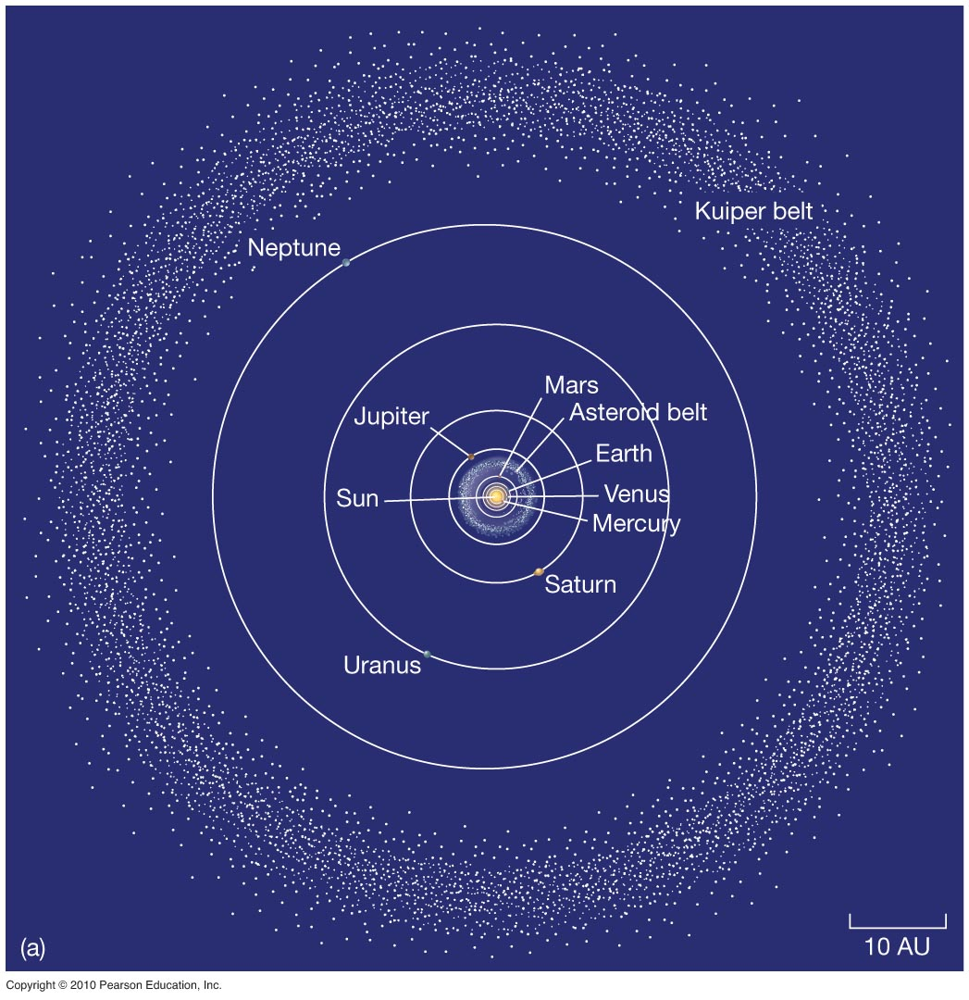 Kuiper belt
Neptune
Mars
Asteroid belt
Jupiter
Earth
Sun
Venus
Mercury
Saturn
Uranus
10 AU
(a)
Copyright © 2010 Pearson Education, Inc.